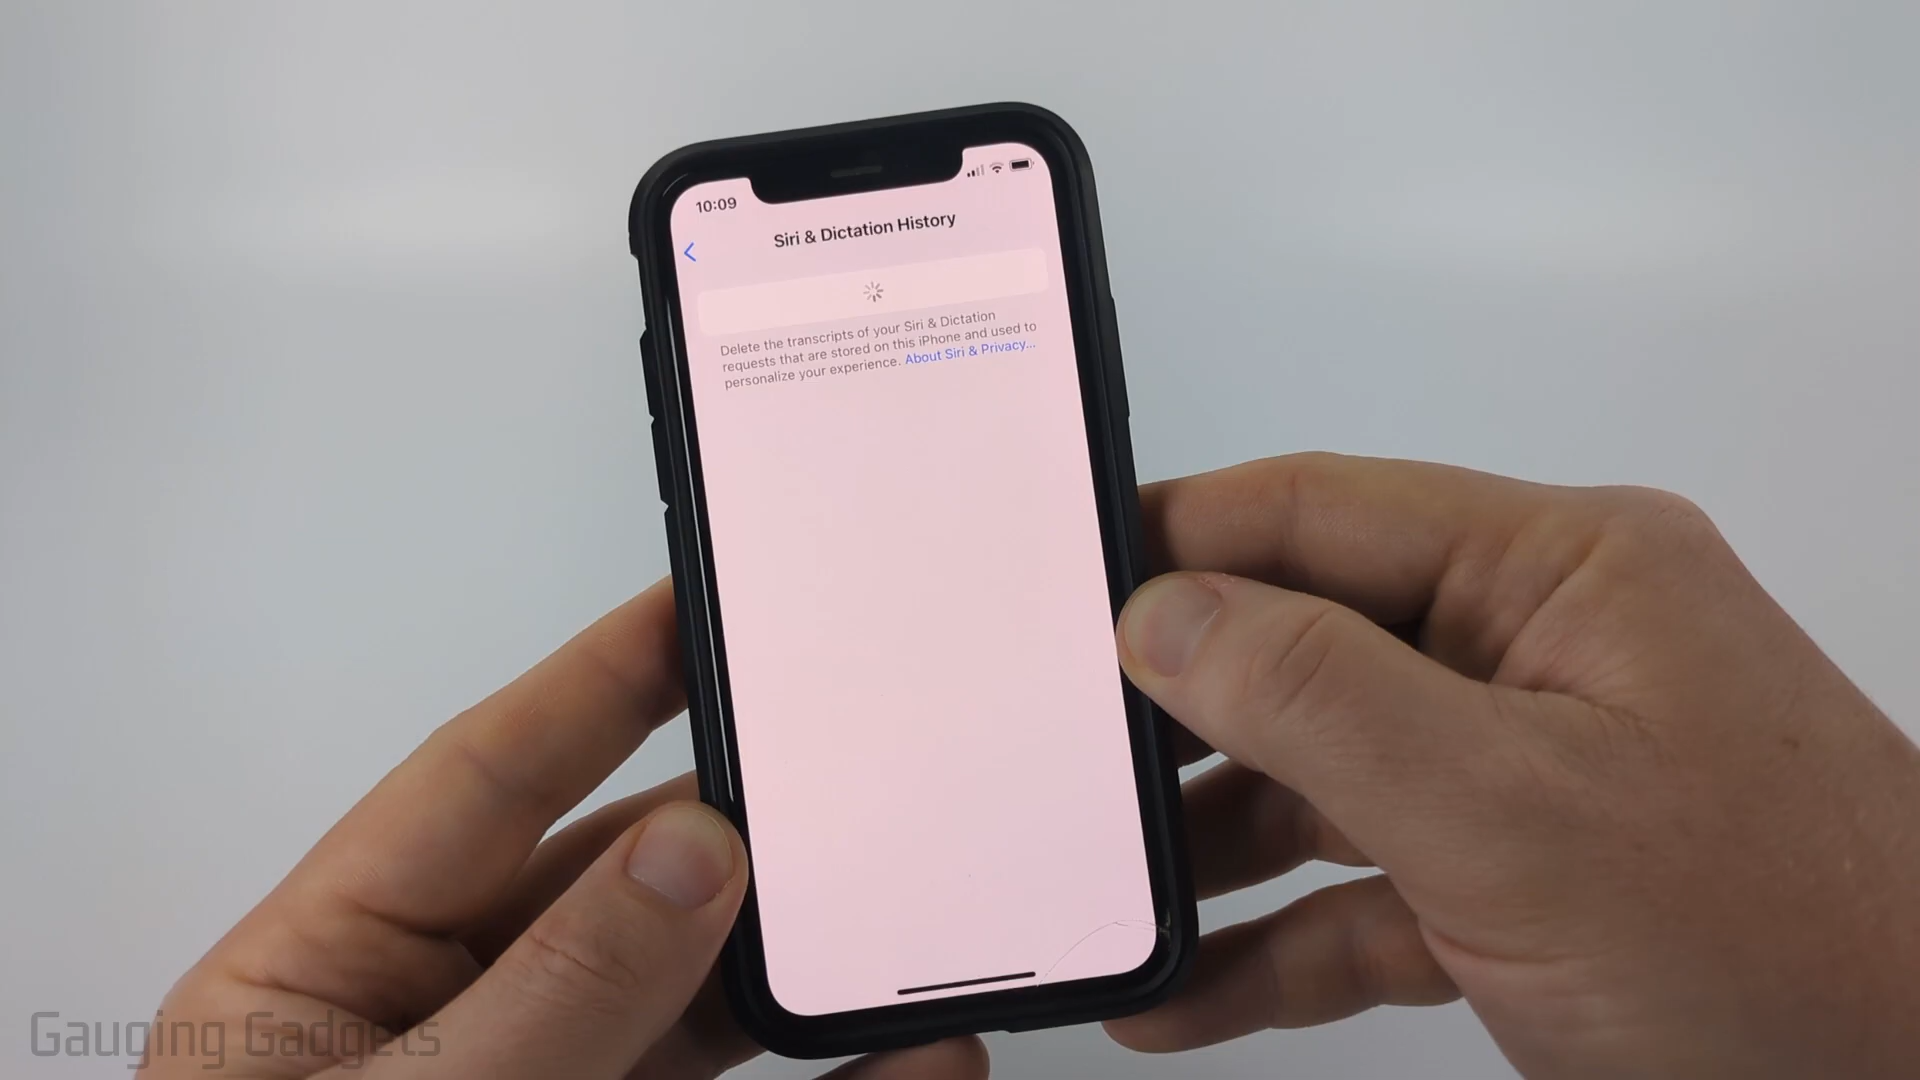 10:09
Siri & Dictation History
Delete the transcripts of your Siri & Dictation
requests that are stored on this iPhone and used to
personalize your experience. About Siri & Privacy...
Gauging Gadgets